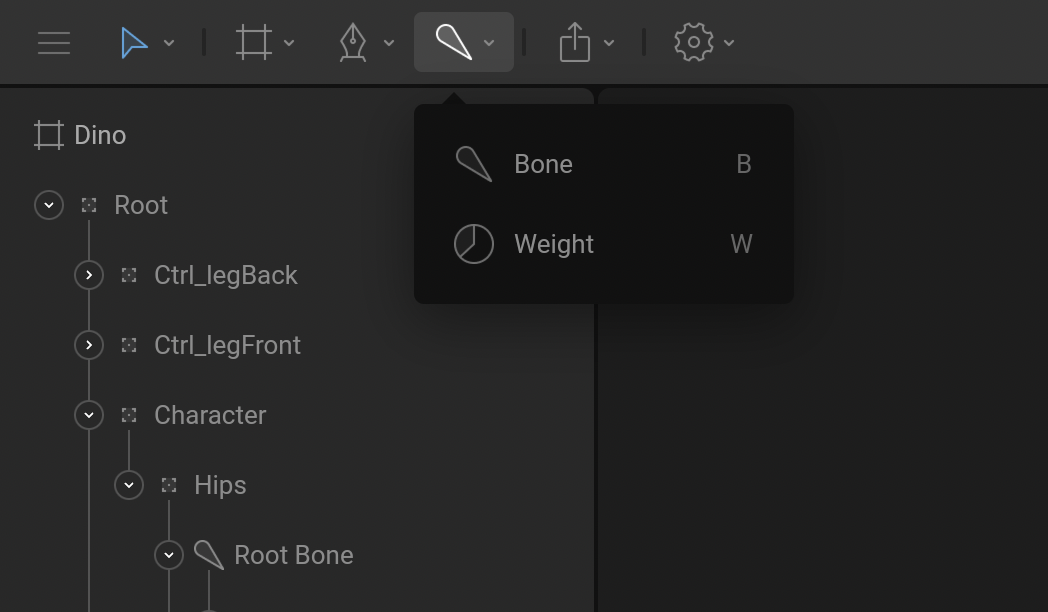 Dino
Root
Ctrl_legBack
Ctrl_legFront
Character
Hips
Root Bone
Bone B
Weight W